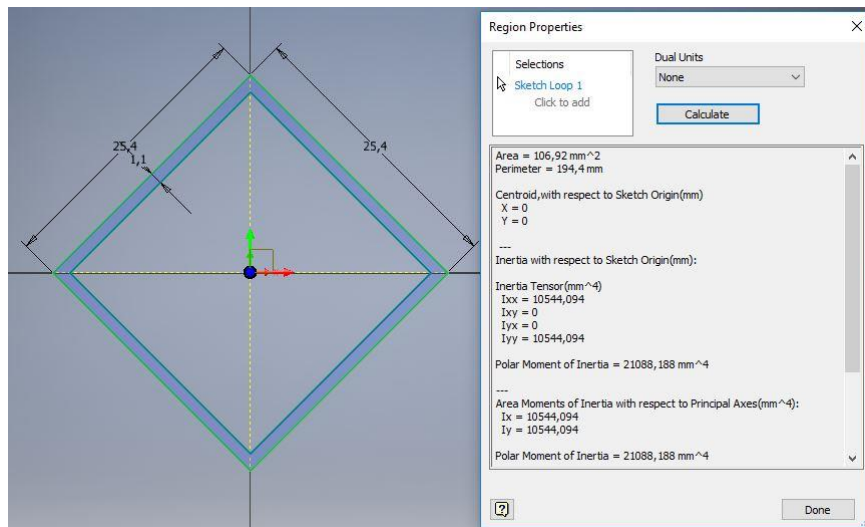 25,4
1,1
25,4
Region Properties
Selections
Sketch Loop 1
Click to add
Dual Units
None
Calculate
Area = 106,92 mm^2
Perimeter = 194,4 mm
Centroid,with respect to Sketch Origin(mm)
X = 0
Y = 0
---
Inertia with respect to Sketch Origin(mm):
Inertia Tensor(mm^4)
Ixx = 10544,094
Ixy = 0
Iyx = 0
Iyy = 10544,094
Polar Moment of Inertia = 21088,188 mm^4
---
Area Moments of Inertia with respect to Principal Axes(mm^4):
Ix = 10544,094
Iy = 10544,094
Polar Moment of Inertia = 21088,188 mm^4
?
Done